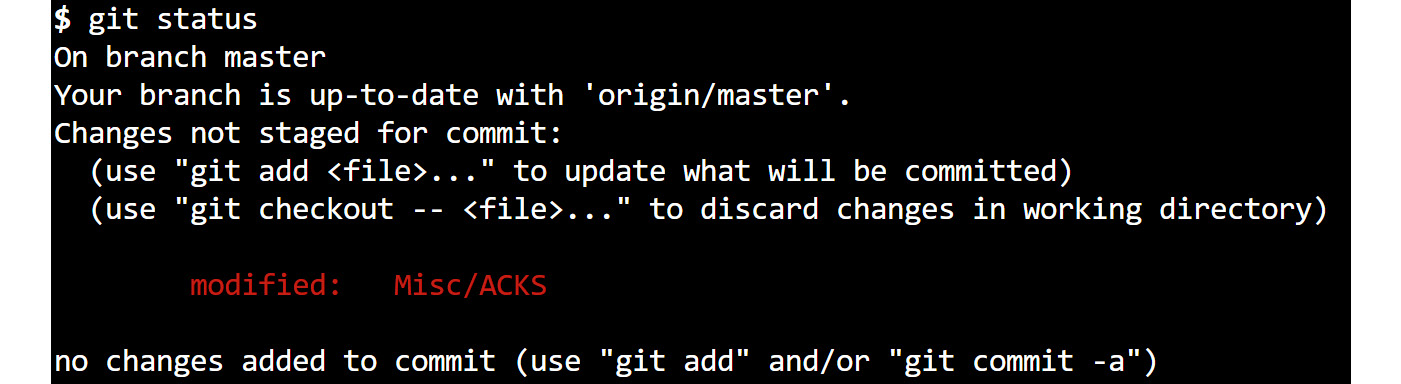 $ git status
On branch master
Your branch is up-to-date with 'origin/master'.
Changes not staged for commit:
  (use "git add <file>..." to update what will be committed)
  (use "git checkout -- <file>..." to discard changes in working directory)
modified:   Misc/ACKS
no changes added to commit (use "git add" and/or "git commit -a")